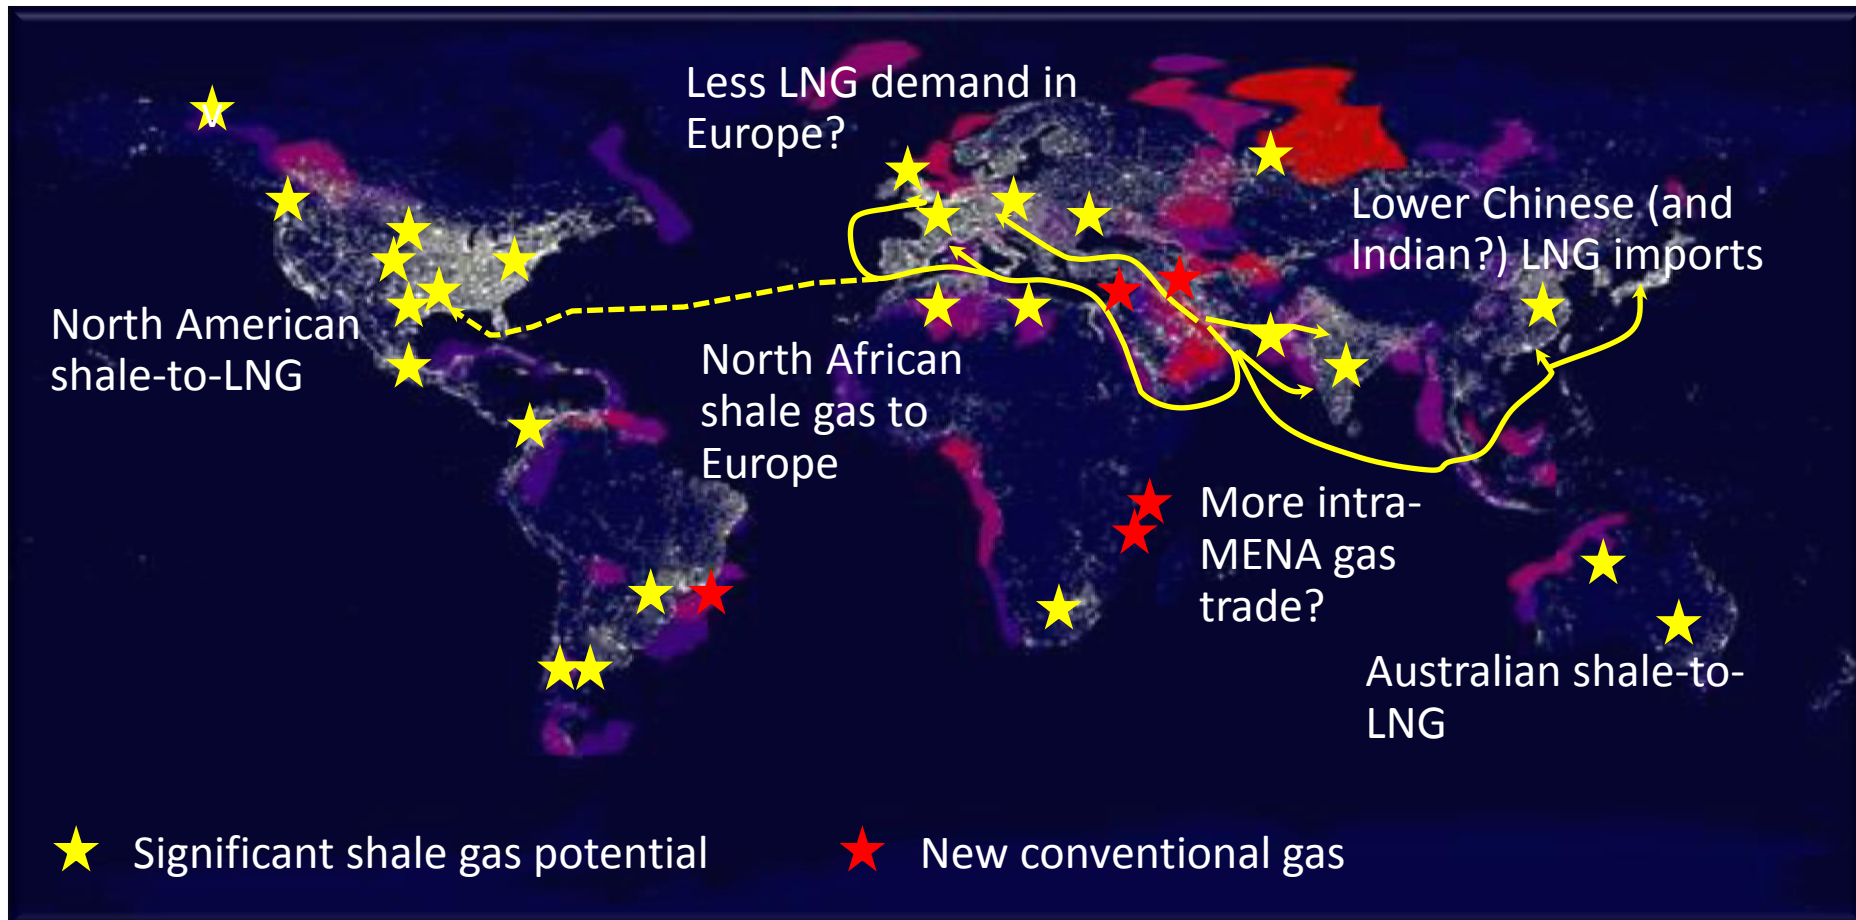 V
Less LNG demand in
Europe?
Lower Chinese (and
Indian?) LNG imports
North American
shale-to-LNG
North African
shale gas to
Europe
More intra-
MENA gas
trade?
Australian shale-to-
LNG
Significant shale gas potential
New conventional gas